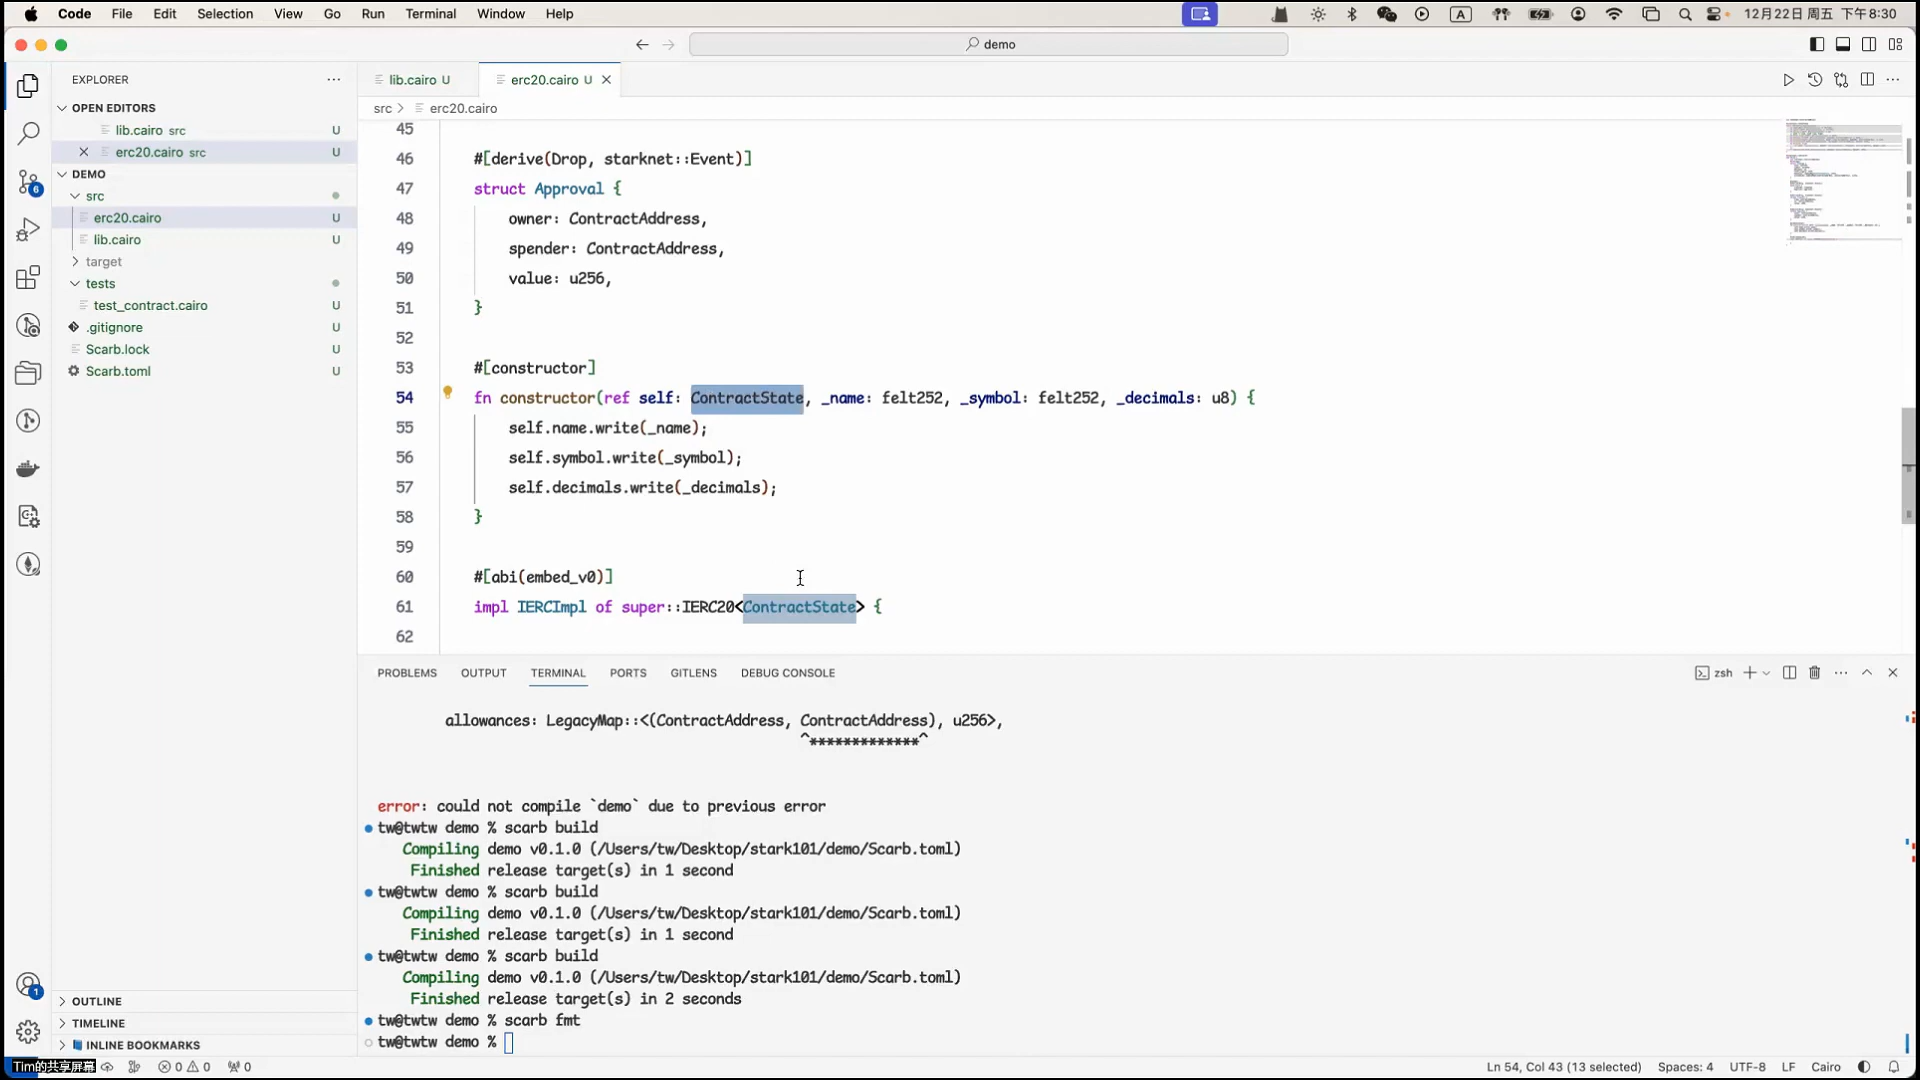 Code File Edit Selection View Go Run Terminal Window Help
A 12月22日 周五 下午8:30
demo
EXPLORER
OPEN EDITORS
lib.cairo src U
erc20.cairo src U
DEMO
src
erc20.cairo U
lib.cairo U
target
tests
test_contract.cairo U
.gitignore U
Scarb.lock U
Scarb.toml U
6
1
OUTLINE
TIMELINE
INLINE BOOKMARKS
lib.cairo U erc20.cairo U
src > erc20.cairo
45
46 #[derive(Drop, starknet::Event)]
47 struct Approval {
48 owner: ContractAddress,
49 spender: ContractAddress,
50 value: u256,
51 }
52
53 #[constructor]
54 fn constructor(ref self: ContractState, _name: felt252, _symbol: felt252, _decimals: u8) {
55 self.name.write(_name);
56 self.symbol.write(_symbol);
57 self.decimals.write(_decimals);
58 }
59
60 #[abi(embed_v0)]
61 impl IERCImpl of super::IERC20<ContractState> {
62
PROBLEMS OUTPUT TERMINAL PORTS GITLENS DEBUG CONSOLE
zsh
allowances: LegacyMap::<(ContractAddress, ContractAddress), u256>,
^*************^
error: could not compile `demo` due to previous error
tw@twtw demo % scarb build
Compiling demo v0.1.0 (/Users/tw/Desktop/stark101/demo/Scarb.toml)
Finished release target(s) in 1 second
tw@twtw demo % scarb build
Compiling demo v0.1.0 (/Users/tw/Desktop/stark101/demo/Scarb.toml)
Finished release target(s) in 1 second
tw@twtw demo % scarb build
Compiling demo v0.1.0 (/Users/tw/Desktop/stark101/demo/Scarb.toml)
Finished release target(s) in 2 seconds
tw@twtw demo % scarb fmt
tw@twtw demo %
Tim的共享屏幕 0 0 0
Ln 54, Col 43 (13 selected) Spaces: 4 UTF-8 LF Cairo